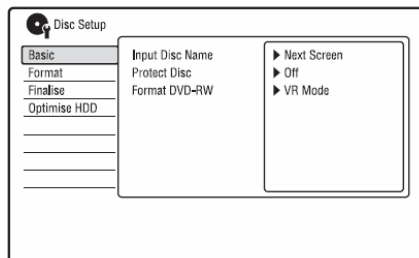 Disc Setup
Basic
Format
Finalise
Optimise HDD
Input Disc Name
Protect Disc
Format DVD-RW
Next Screen
Off
VR Mode